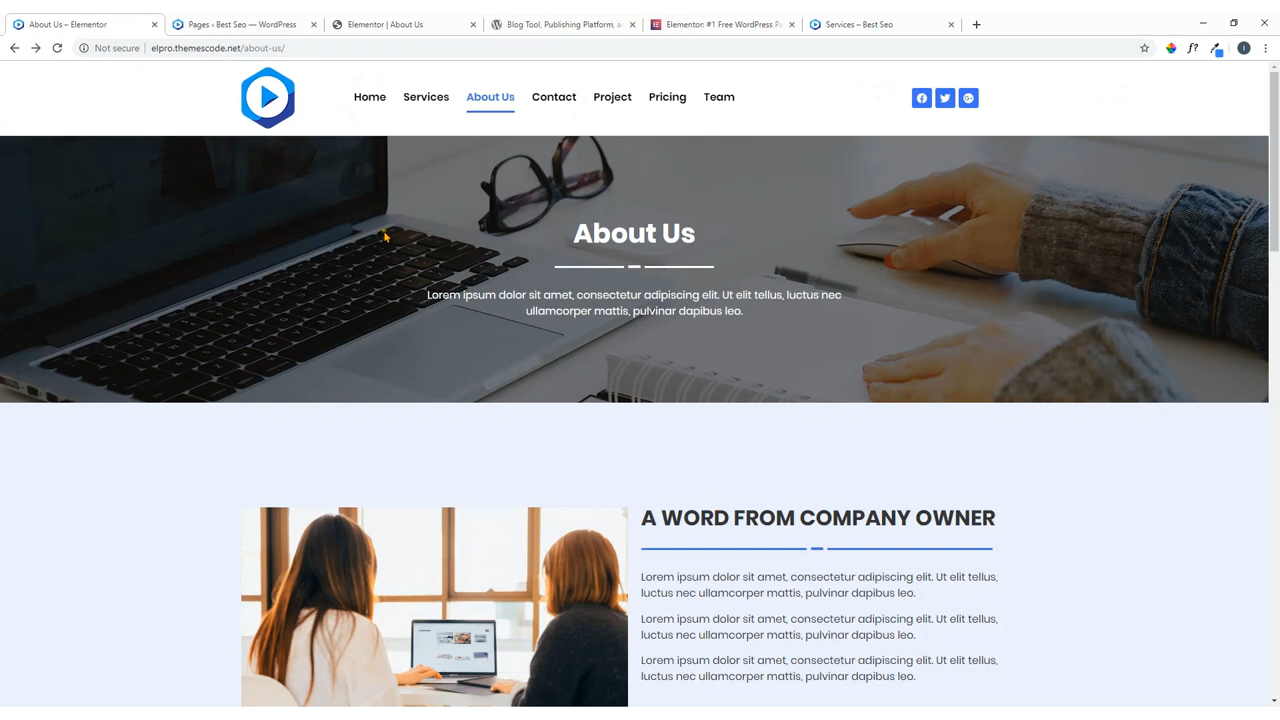 About Us – Elementor
Pages ‹ Best Seo — WordPress
Elementor | About Us
Blog Tool, Publishing Platform, a
Elementor: #1 Free WordPress P
Services – Best Seo
Not secure
elpro.themescode.net/about-us/
f?
Home
Services
About Us
Contact
Project
Pricing
Team
About Us
Lorem ipsum dolor sit amet, consectetur adipiscing elit. Ut elit tellus, luctus nec
ullamcorper mattis, pulvinar dapibus leo.
A WORD FROM COMPANY OWNER
Lorem ipsum dolor sit amet, consectetur adipiscing elit. Ut elit tellus,
luctus nec ullamcorper mattis, pulvinar dapibus leo.
Lorem ipsum dolor sit amet, consectetur adipiscing elit. Ut elit tellus,
luctus nec ullamcorper mattis, pulvinar dapibus leo.
Lorem ipsum dolor sit amet, consectetur adipiscing elit. Ut elit tellus,
luctus nec ullamcorper mattis, pulvinar dapibus leo.